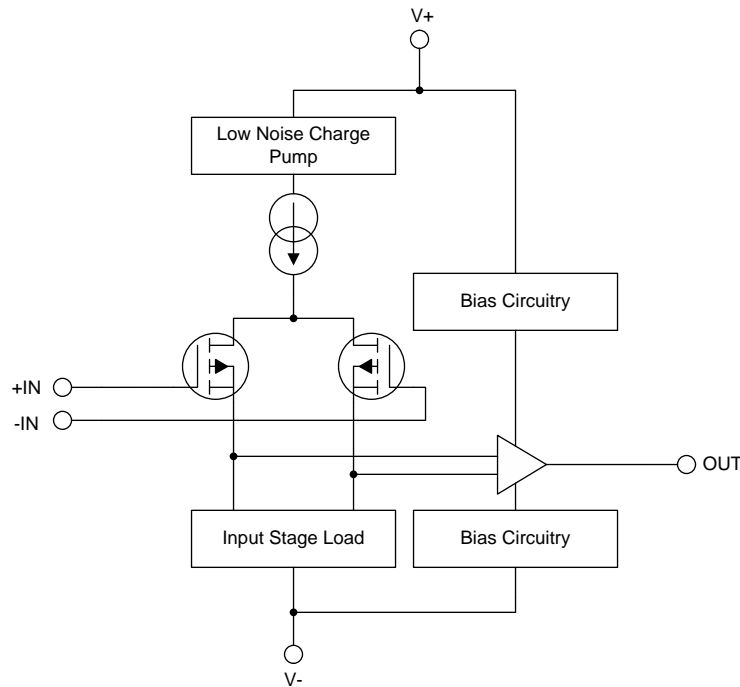 V+
Low Noise Charge
Pump
Bias Circuitry
+IN
-IN
OUT
Input Stage Load
Bias Circuitry
V-